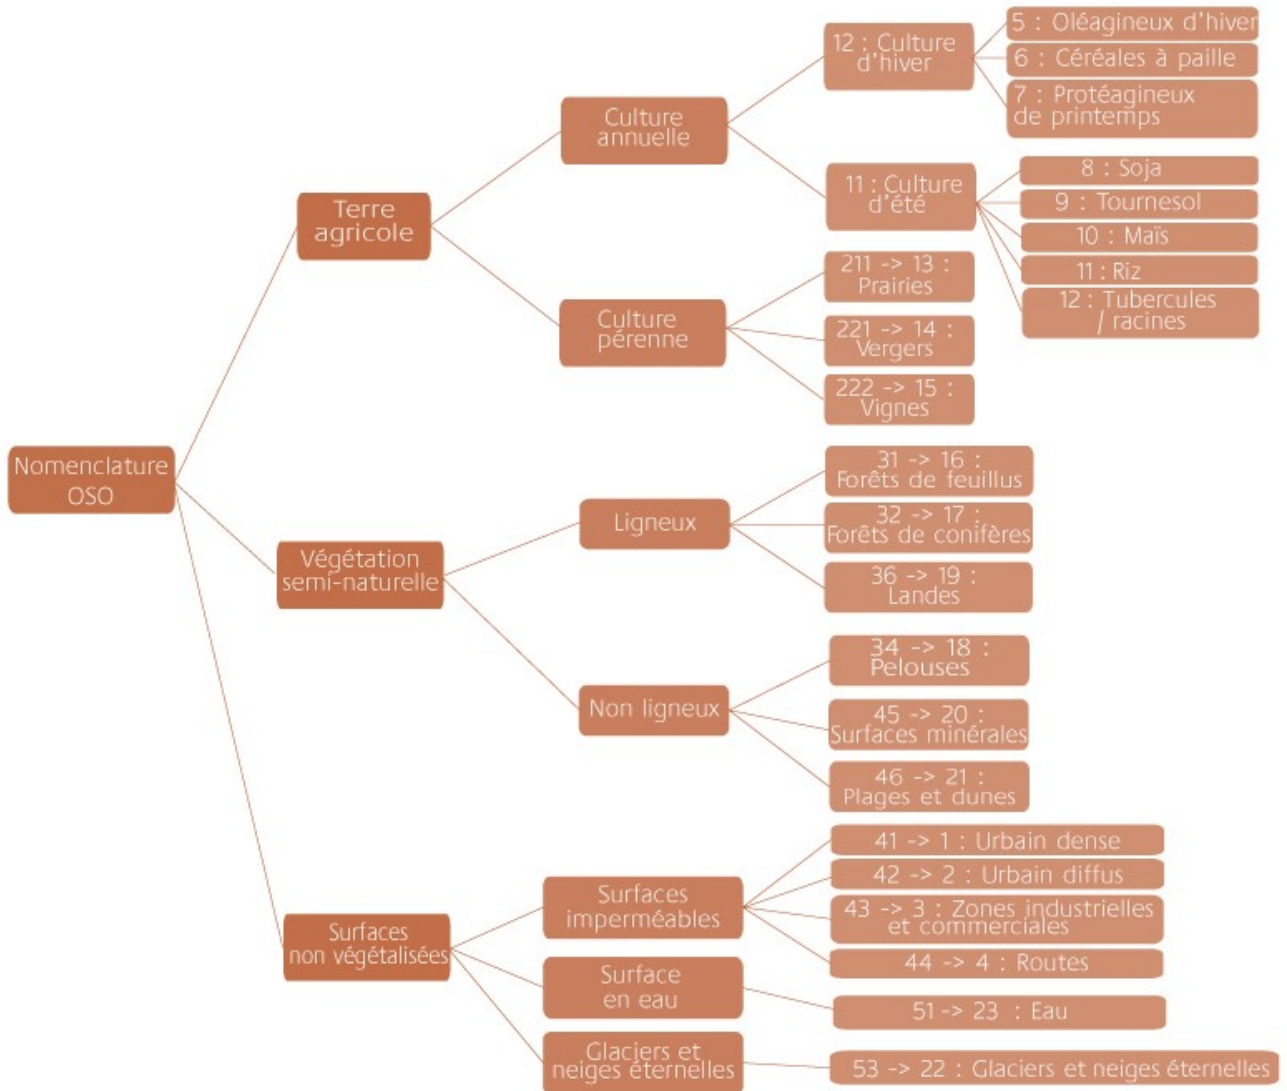 Nomenclature
OSO
Terre
agricole
Culture
annuelle
12 : Culture
d'hiver
5 : Oléagineux d'hiver
6 : Céréales à paille
7 : Protéagineux
de printemps
11 : Culture
d'été
8 : Soja
9 : Tournesol
10 : Maïs
11 : Riz
12 : Tubercules
/ racines
Culture
pérenne
211 -> 13 :
Prairies
221 -> 14 :
Vergers
222 -> 15 :
Vignes
Végétation
semi-naturelle
Ligneux
31 -> 16 :
Forêts de feuillus
32 -> 17 :
Forêts de conifères
36 -> 19 :
Landes
Non ligneux
34 -> 18 :
Pelouses
45 -> 20 :
Surfaces minérales
46 -> 21 :
Plages et dunes
Surfaces
non végétalisées
Surfaces
imperméables
41 -> 1 : Urbain dense
42 -> 2 : Urbain diffus
43 -> 3 : Zones industrielles
et commerciales
44 -> 4 : Routes
Surface
en eau
51 -> 23 : Eau
Glaciers et
neiges éternelles
53 -> 22 : Glaciers et neiges éternelles